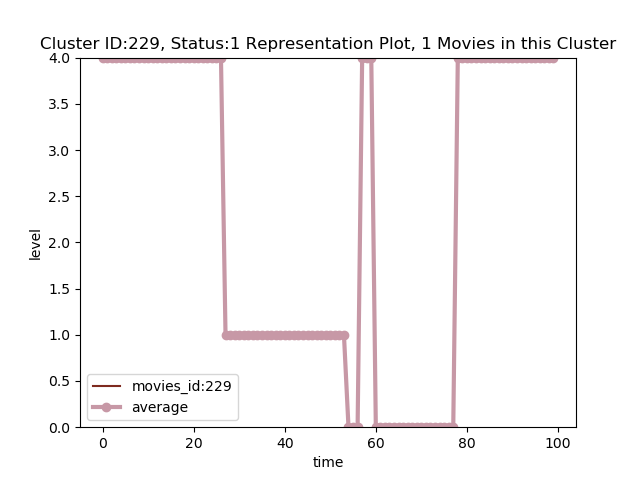 Cluster ID:229, Status:1 Representation Plot, 1 Movies in this Cluster
4.0
3.5
3.0
2.5
2.0
1.5
1.0
0.5
0.0
level
movies_id:229
average
0 20 40 60 80 100
time